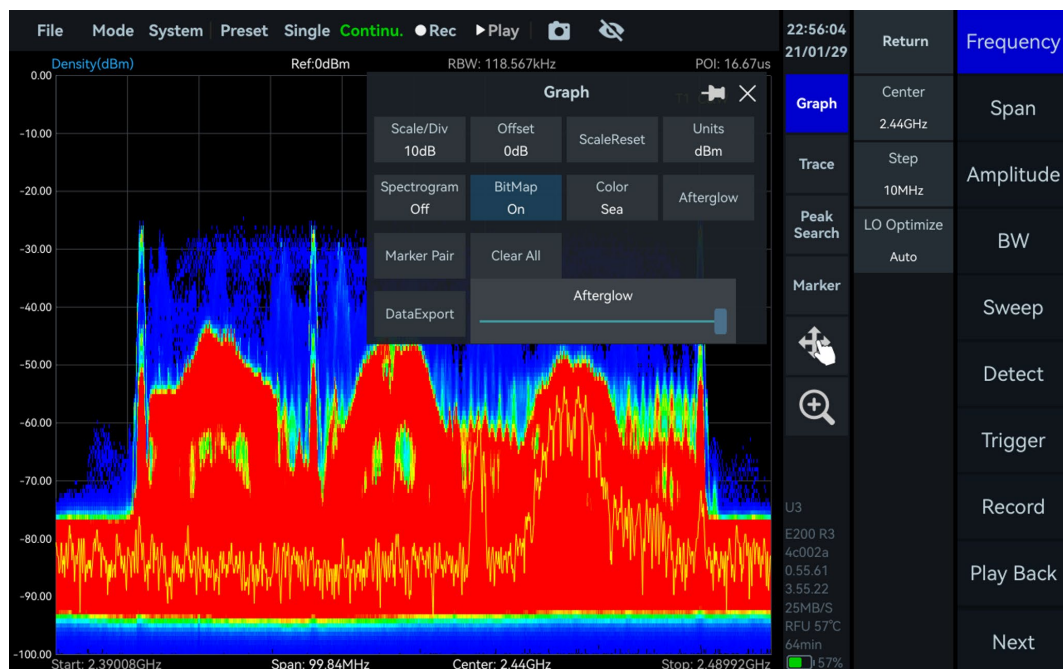 File Mode System Preset Single Continu. Rec Play
22:56:04
21/01/29
Density(dBm) Ref:0dBm RBW: 118.567kHz POI: 16.67us
0.00
-10.00
-20.00
-30.00
-40.00
-50.00
-60.00
-70.00
-80.00
-90.00
-100.00
Start: 2.39008GHz Span: 99.84MHz Center: 2.44GHz Stop: 2.48992GHz
Graph
Scale/Div
10dB
Offset
0dB
ScaleReset
Units
dBm
Spectrogram
Off
BitMap
On
Color
Sea
Afterglow
Marker Pair
Clear All
DataExport
Afterglow
Graph
Trace
Peak
Search
Marker
U3
E200 R3
4c002a
0.55.61
3.55.22
25MB/S
RFU 57°C
64min
57%
Return
Center
2.44GHz
Step
10MHz
LO Optimize
Auto
Frequency
Span
Amplitude
BW
Sweep
Detect
Trigger
Record
Play Back
Next